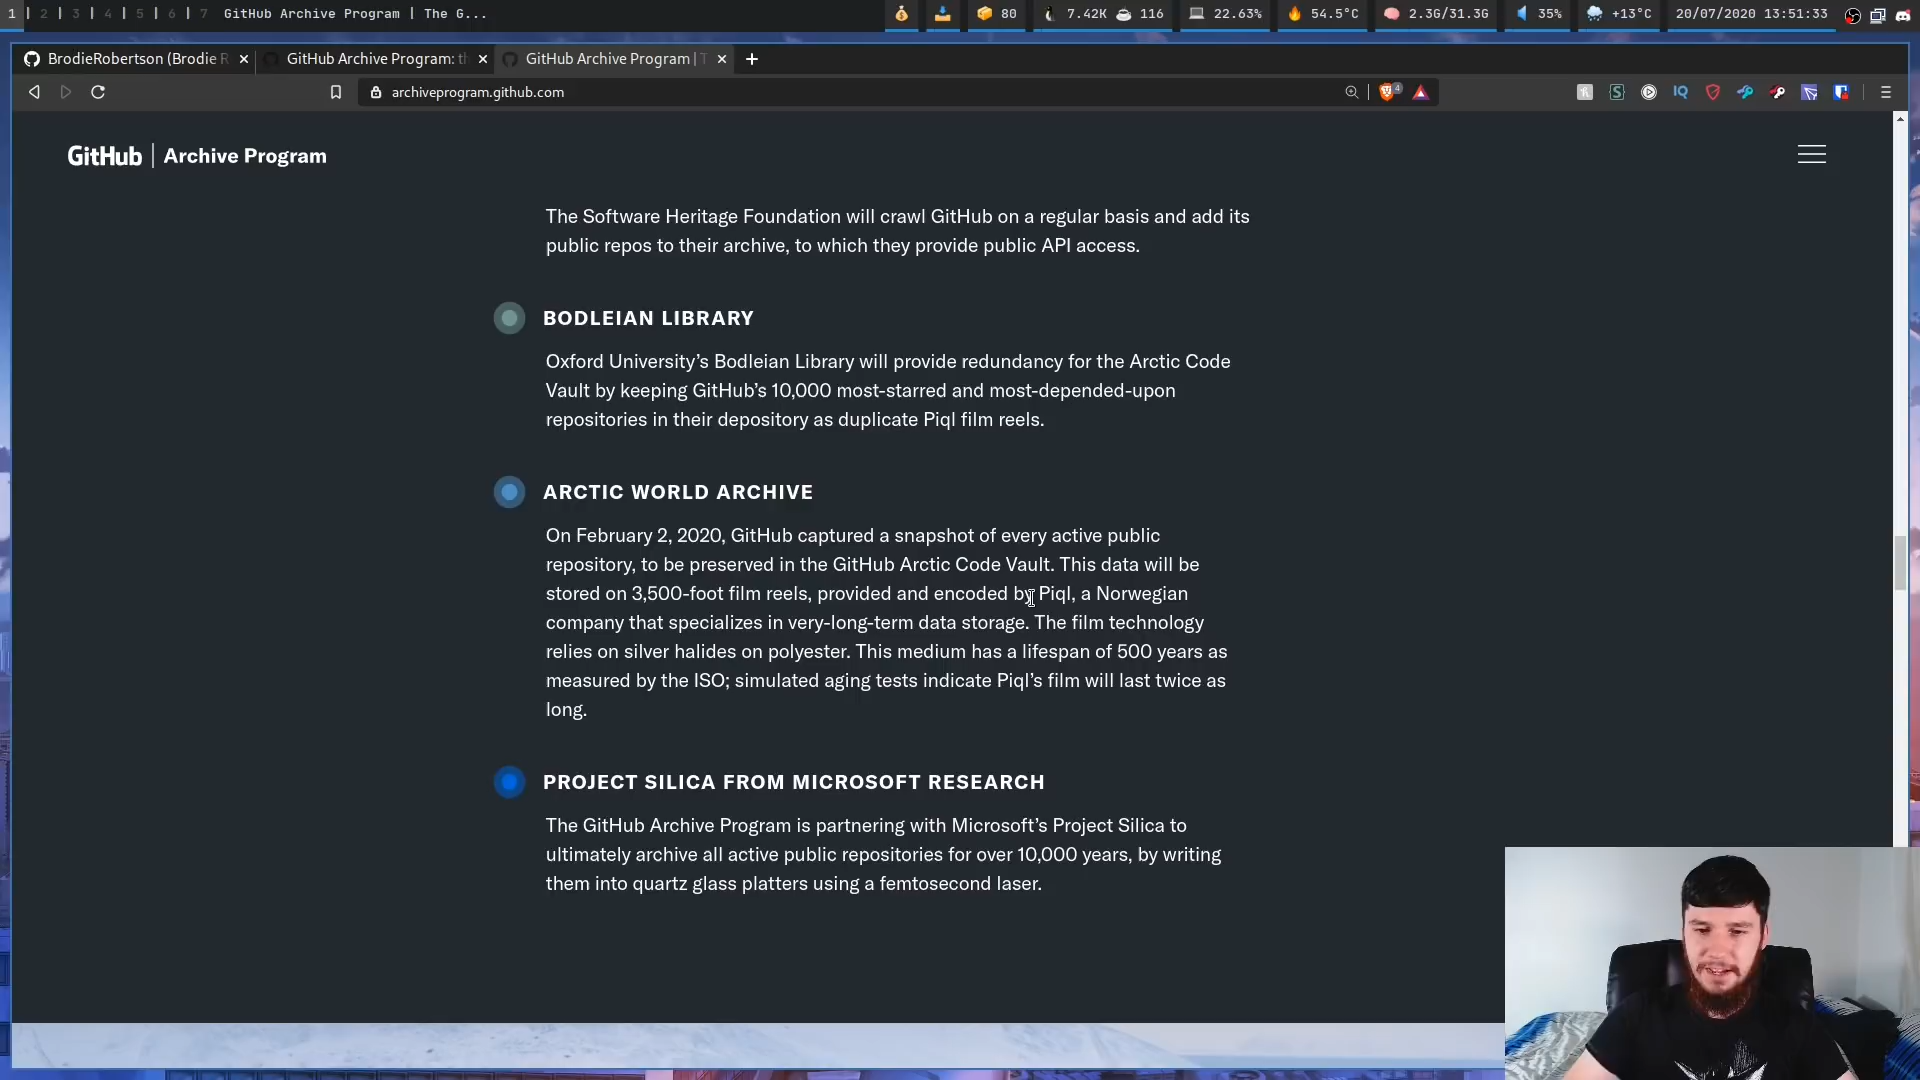 1 | 2 | 3 | 4 | 5 | 6 | 7 GitHub Archive Program | The G... 80 7.42K 116 22.63% 54.5°C 2.3G/31.3G 35% +13°C 20/07/2020 13:51:33
BrodieRobertson (Brodie R GitHub Archive Program: t GitHub Archive Program | T
archiveprogram.github.com
GitHub | Archive Program
The Software Heritage Foundation will crawl GitHub on a regular basis and add its
public repos to their archive, to which they provide public API access.
BODLEIAN LIBRARY
Oxford University's Bodleian Library will provide redundancy for the Arctic Code
Vault by keeping GitHub's 10,000 most-starred and most-depended-upon
repositories in their depository as duplicate Piql film reels.
ARCTIC WORLD ARCHIVE
On February 2, 2020, GitHub captured a snapshot of every active public
repository, to be preserved in the GitHub Arctic Code Vault. This data will be
stored on 3,500-foot film reels, provided and encoded by Piql, a Norwegian
company that specializes in very-long-term data storage. The film technology
relies on silver halides on polyester. This medium has a lifespan of 500 years as
measured by the ISO; simulated aging tests indicate Piql's film will last twice as
long.
PROJECT SILICA FROM MICROSOFT RESEARCH
The GitHub Archive Program is partnering with Microsoft's Project Silica to
ultimately archive all active public repositories for over 10,000 years, by writing
them into quartz glass platters using a femtosecond laser.